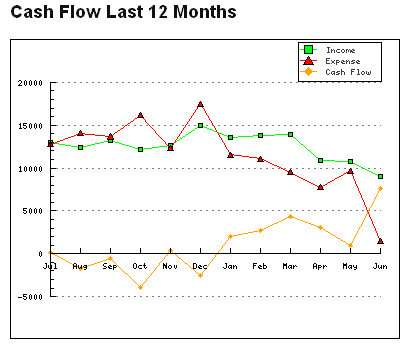 Cash Flow Last 12 Months
Income
Expense
Cash Flow
20000
15000
10000
5000
0
Jul Aug Sep Oct Nov Dec Jan Feb Mar Apr May Jun
-5000